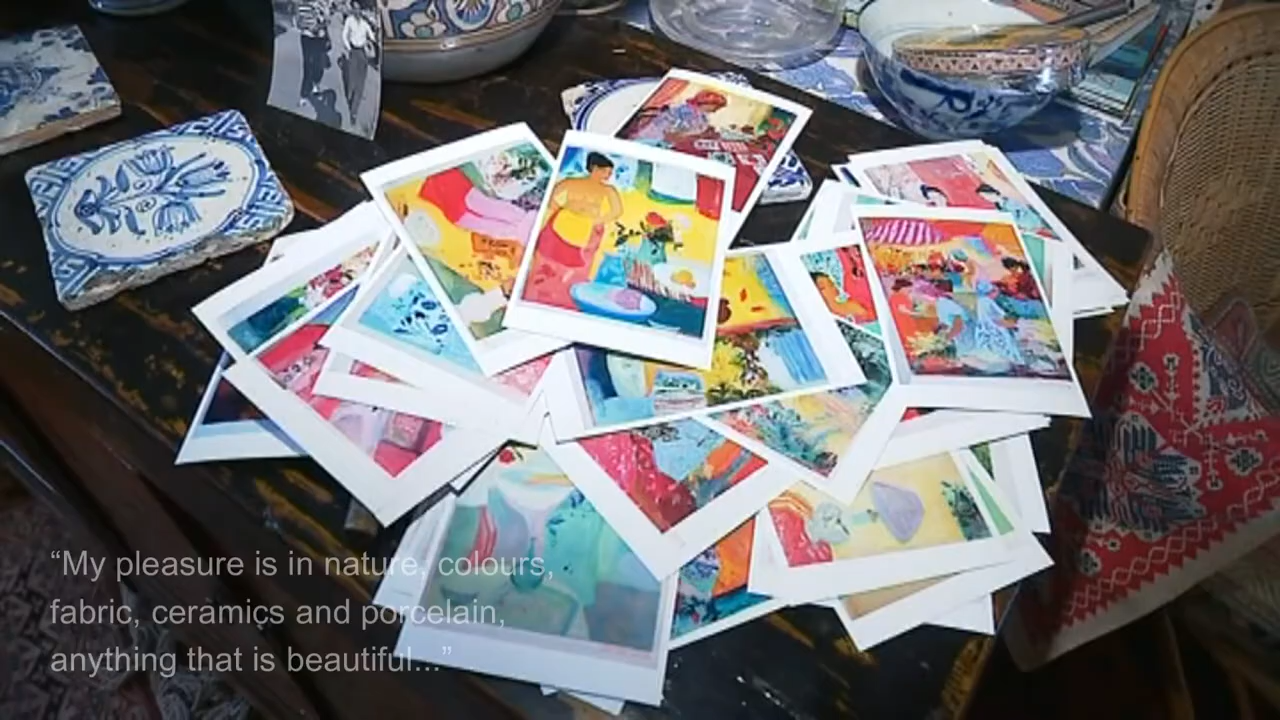 “My pleasure is in nature, colours,
fabric, ceramics and porcelain,
anything that is beautiful...”